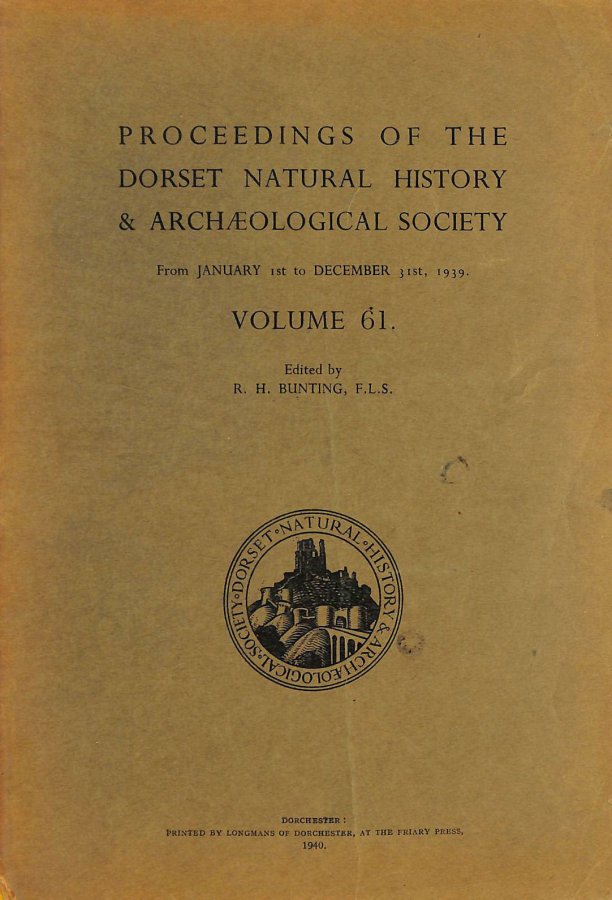 PROCEEDINGS OF THE
DORSET NATURAL HISTORY
& ARCHÆOLOGICAL SOCIETY
From JANUARY 1st to DECEMBER 31st, 1939.
VOLUME 61.
Edited by
R. H. BUNTING, F.L.S.
DORSET·NATURAL·HISTORY & ARCHÆOLOGICAL·SOCIETY·
DORCHESTER:
PRINTED BY LONGMANS OF DORCHESTER, AT THE FRIARY PRESS,
1940.